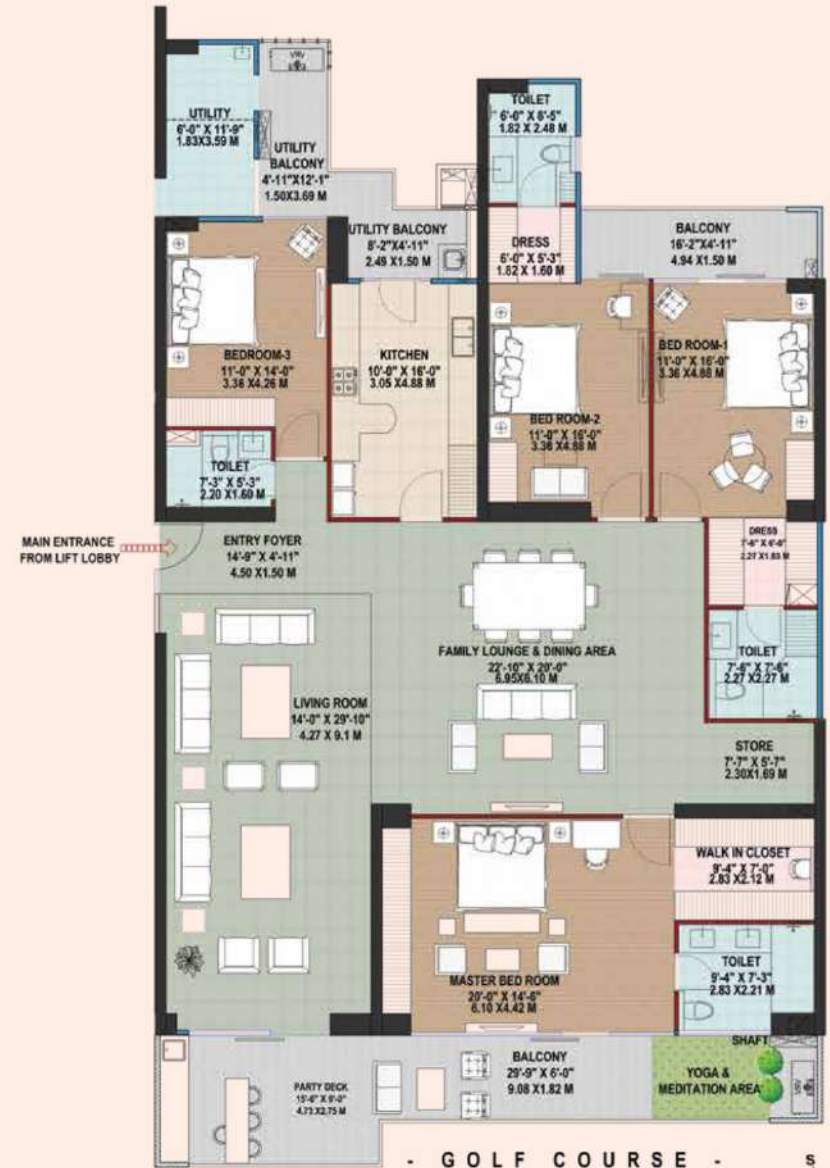 VRV
UTILITY
6'-0" X 11'-9"
1.83X3.59 M
UTILITY
BALCONY
4'-11"X12'-1"
1.50X3.69 M
TOILET
6'-0" X 8'-5"
1.82 X 2.48 M
UTILITY BALCONY
8'-2"X4'-11"
2.49 X1.50 M
DRESS
6'-0" X 5'-3"
1.82 X 1.60 M
BALCONY
16'-2"X4'-11"
4.94 X1.50 M
BEDROOM-3
11'-0" X 14'-0"
3.36 X4.26 M
KITCHEN
10'-0" X 16'-0"
3.05 X4.88 M
BED ROOM-2
11'-0" X 16'-0"
3.36 X4.88 M
BED ROOM-1
11'-0" X 16'-0"
3.36 X4.88 M
TOILET
7'-3" X 5'-3"
2.20 X1.60 M
MAIN ENTRANCE
FROM LIFT LOBBY
ENTRY FOYER
14'-9" X 4'-11"
4.50 X1.50 M
DRESS
FAMILY LOUNGE & DINING AREA
22'-10" X 20'-0"
6.95X6.10 M
TOILET
7'-6" X 7'-6"
2.27 X2.27 M
LIVING ROOM
14'-0" X 29'-10"
4.27 X 9.1 M
STORE
7'-7" X 5'-7"
2.30X1.69 M
WALK IN CLOSET
9'-4" X 7'-0"
2.83 X2.12 M
MASTER BED ROOM
20'-0" X 14'-6"
6.10 X4.42 M
TOILET
9'-4" X 7'-3"
2.83 X2.21 M
SHAFT
BALCONY
29'-9" X 6'-0"
9.08 X1.82 M
YOGA &
MEDITATION AREA
PARTY DECK
4.73 X2.75 M
- GOLF COURSE -
S